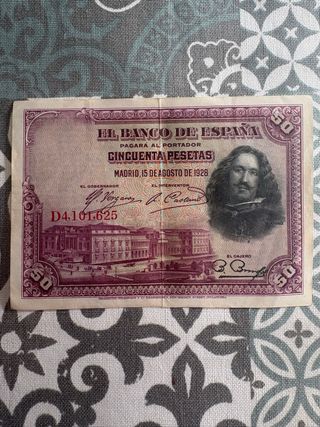 50
EL BANCO DE ESPAÑA
PAGARÁ AL PORTADOR
CINCUENTA PESETAS
MADRID, 15 DE AGOSTO DE 1928
EL GOBERNADOR
EL INTERVENTOR
D4,101,625
EL CAJERO
50
50